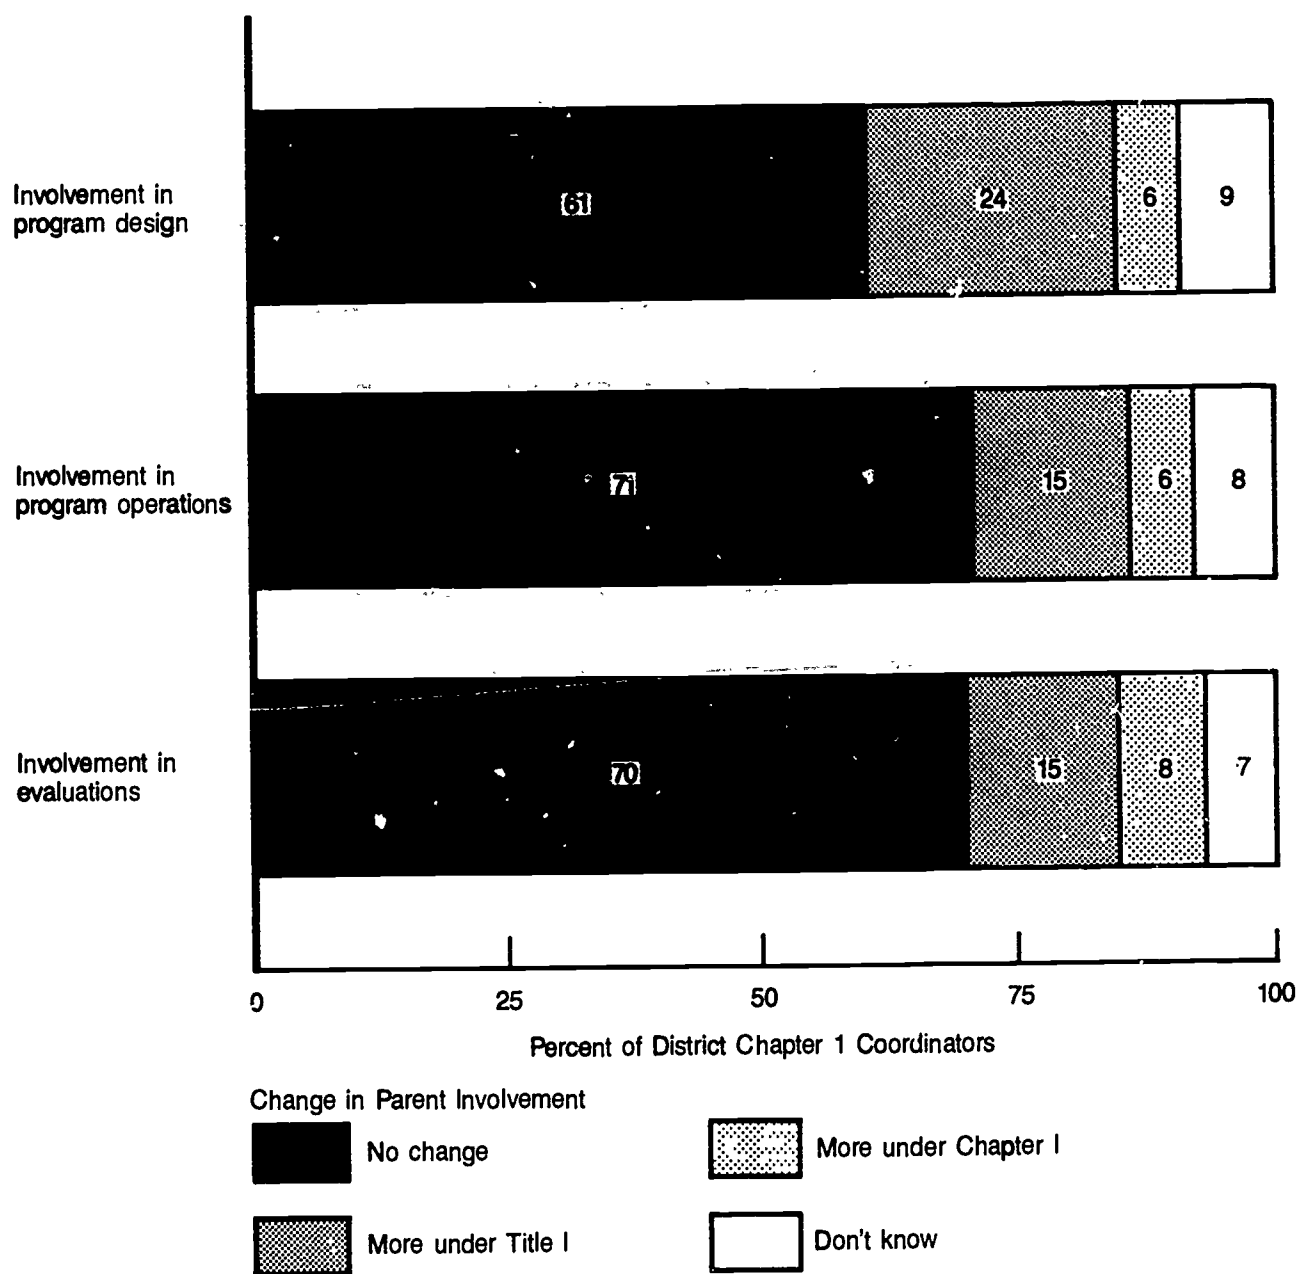 Involvement in
program design
61 24 6 9
Involvement in
program operations
71 15 6 8
Involvement in
evaluations
70 15 8 7
0 25 50 75 100
Percent of District Chapter 1 Coordinators
Change in Parent Involvement
No change
More under Chapter I
More under Title I
Don't know